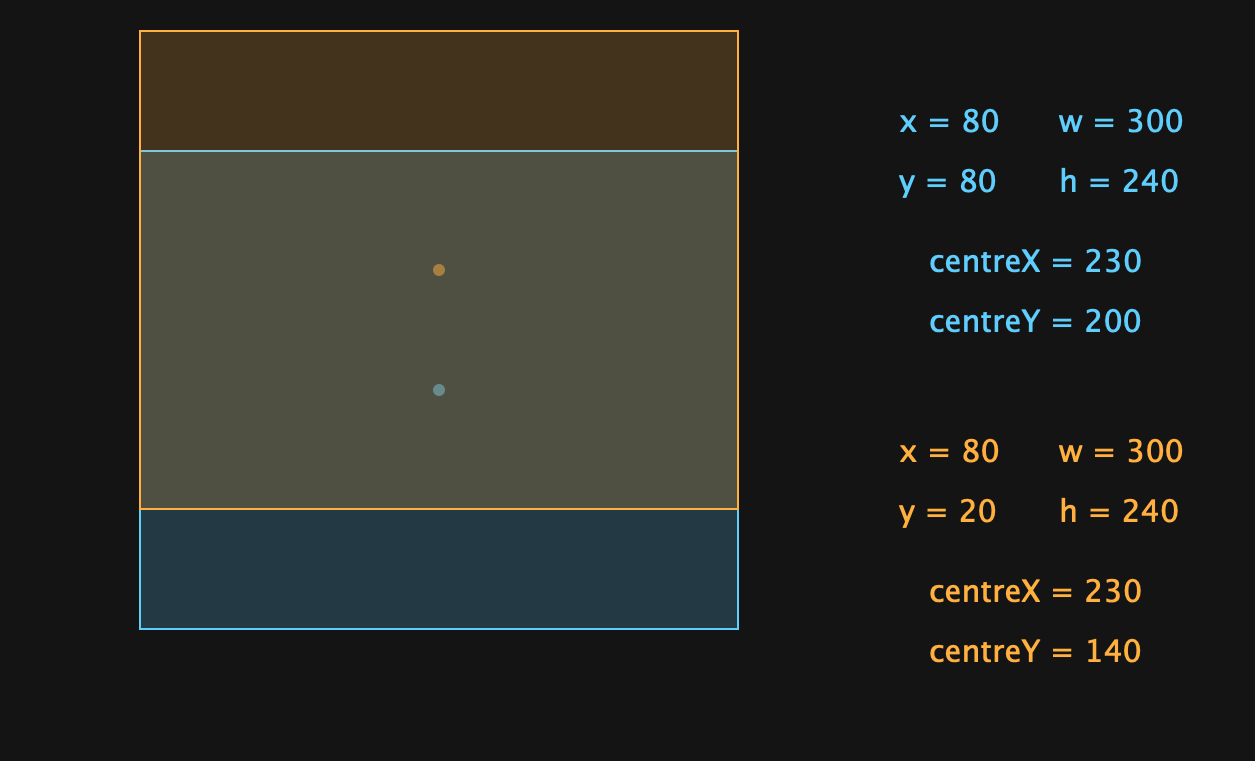 x = 80 w = 300
y = 80 h = 240
centreX = 230
centreY = 200
x = 80 w = 300
y = 20 h = 240
centreX = 230
centreY = 140